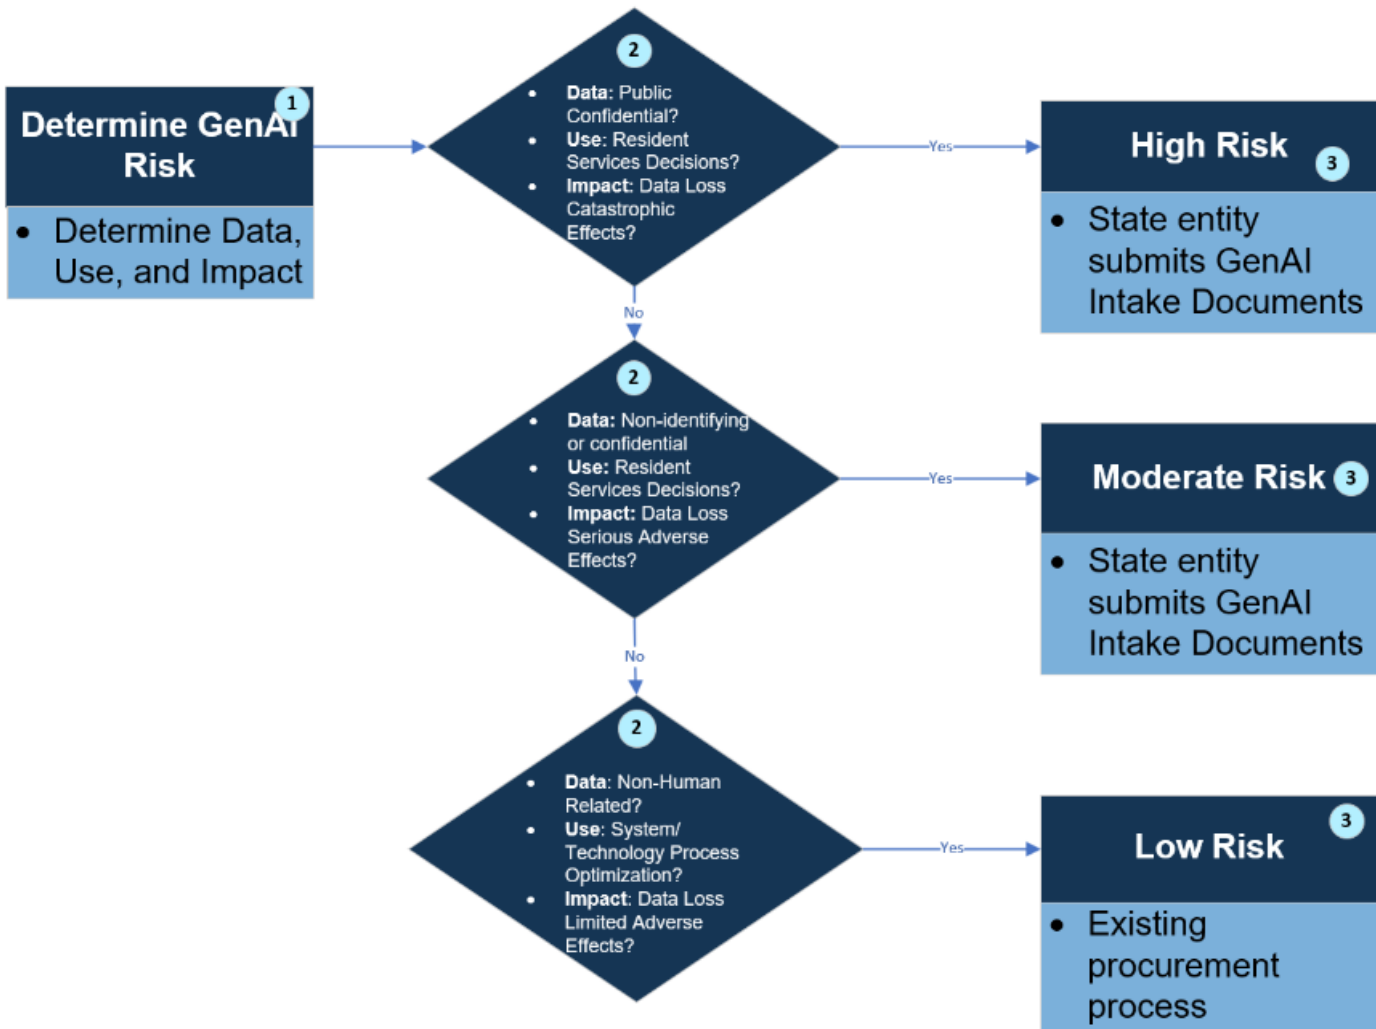 1
Determine GenAI
Risk
• Determine Data,
Use, and Impact
2
• Data: Public
Confidential?
• Use: Resident
Services Decisions?
• Impact: Data Loss
Catastrophic
Effects?
Yes
High Risk
3
• State entity
submits GenAI
Intake Documents
No
2
• Data: Non-identifying
or confidential
• Use: Resident
Services Decisions?
• Impact: Data Loss
Serious Adverse
Effects?
Yes
Moderate Risk
3
• State entity
submits GenAI
Intake Documents
No
2
• Data: Non-Human
Related?
• Use: System/
Technology Process
Optimization?
• Impact: Data Loss
Limited Adverse
Effects?
Yes
3
Low Risk
• Existing
procurement
process